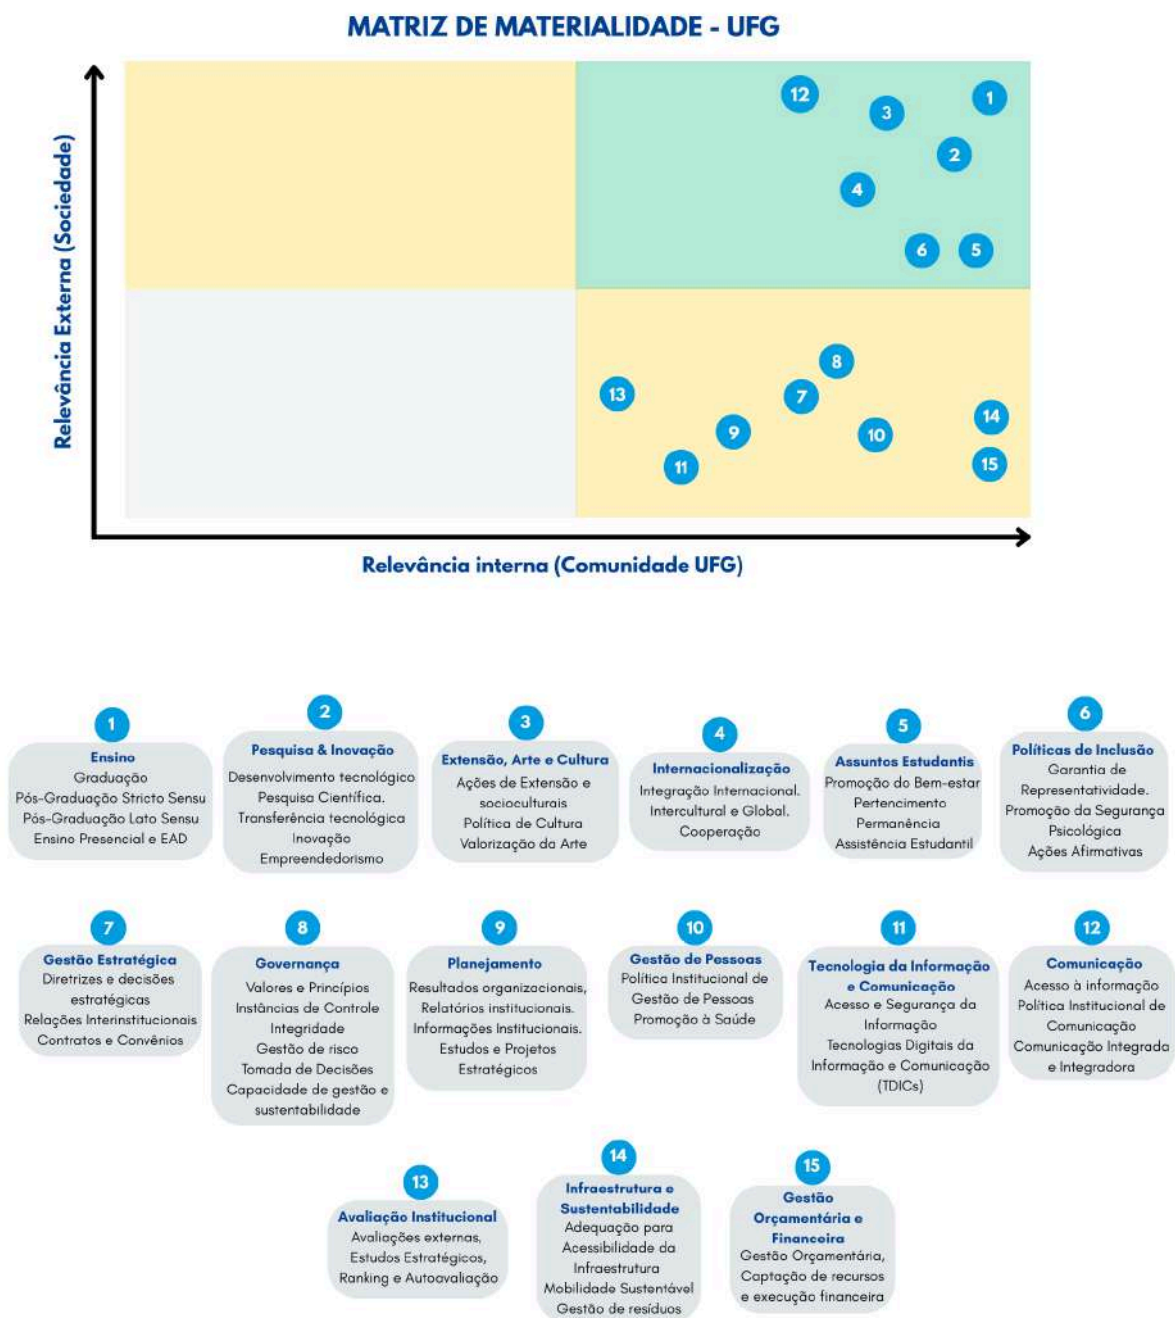 MATRIZ DE MATERIALIDADE - UFG
Relevância Externa (Sociedade)
12
3
1
2
4
6
5
8
13
7
14
9
10
11
15
Relevância interna (Comunidade UFG)
1
Ensino
Graduação
Pós-Graduação Stricto Sensu
Pós-Graduação Lato Sensu
Ensino Presencial e EAD
2
Pesquisa & Inovação
Desenvolvimento tecnológico
Pesquisa Científica.
Transferência tecnológica
Inovação
Empreendedorismo
3
Extensão, Arte e Cultura
Ações de Extensão e
socioculturais
Política de Cultura
Valorização da Arte
4
Internacionalização
Integração Internacional.
Intercultural e Global.
Cooperação
5
Assuntos Estudantis
Promoção do Bem-estar
Pertencimento
Permanência
Assistência Estudantil
6
Políticas de Inclusão
Garantia de
Representatividade.
Promoção da Segurança
Psicológica
Ações Afirmativas
7
Gestão Estratégica
Diretrizes e decisões
estratégicas
Relações Interinstitucionais
Contratos e Convênios
8
Governança
Valores e Princípios
Instâncias de Controle
Integridade
Gestão de risco
Tomada de Decisões
Capacidade de gestão e
sustentabilidade
9
Planejamento
Resultados organizacionais,
Relatórios institucionais.
Informações Institucionais.
Estudos e Projetos
Estratégicos
10
Gestão de Pessoas
Política Institucional de
Gestão de Pessoas
Promoção à Saúde
11
Tecnologia da Informação
e Comunicação
Acesso e Segurança da
Informação
Tecnologias Digitais da
Informação e Comunicação
(TDICs)
12
Comunicação
Acesso à informação
Política Institucional de
Comunicação
Comunicação Integrada
e Integradora
13
Avaliação Institucional
Avaliações externas,
Estudos Estratégicos,
Ranking e Autoavaliação
14
Infraestrutura e
Sustentabilidade
Adequação para
Acessibilidade da
Infraestrutura
Mobilidade Sustentável
Gestão de resíduos
15
Gestão
Orçamentária e
Financeira
Gestão Orçamentária,
Captação de recursos
e execução financeira